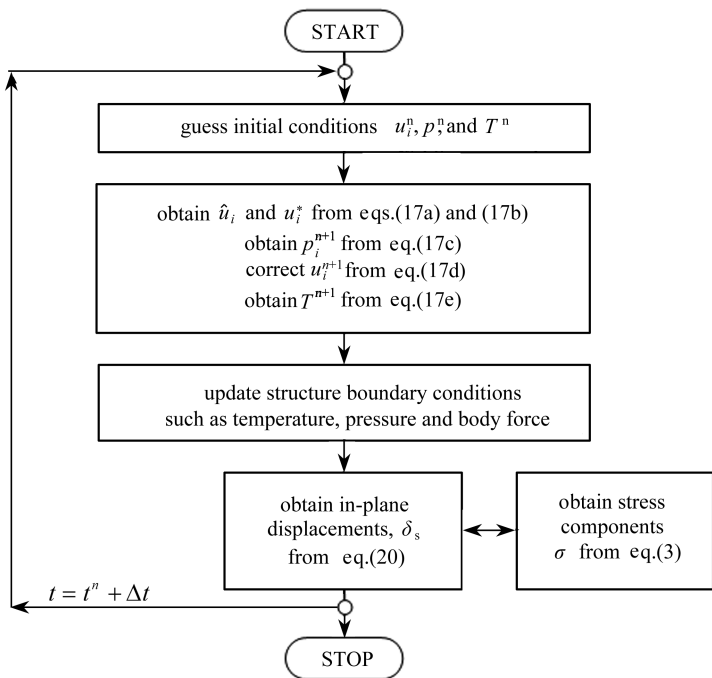 START
guess initial conditions u_i^n, p^n, and T^n
obtain û_i and u_i^* from eqs.(17a) and (17b)
obtain p_i^{n+1} from eq.(17c)
correct u_i^{n+1} from eq.(17d)
obtain T^{n+1} from eq.(17e)
update structure boundary conditions
such as temperature, pressure and body force
obtain in-plane
displacements, δ_s
from eq.(20)
obtain stress
components
σ from eq.(3)
t = t^n + Δt
STOP